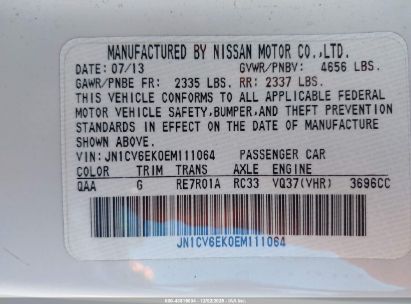 MANUFACTURED BY NISSAN MOTOR CO.,LTD.
DATE: 07/13 GVWR/PNBV: 4656 LBS.
GAWR/PNBE FR: 2335 LBS. RR: 2337 LBS.
THIS VEHICLE CONFORMS TO ALL APPLICABLE FEDERAL
MOTOR VEHICLE SAFETY,BUMPER,AND THEFT PREVENTION
STANDARDS IN EFFECT ON THE DATE OF MANUFACTURE
SHOWN ABOVE.
VIN: JN1CV6EK0EM111064 PASSENGER CAR
COLOR TRIM TRANS AXLE ENGINE
QAA G RE7R01A RC33 VQ37(VHR) 3696CC
JN1CV6EK0EM111064